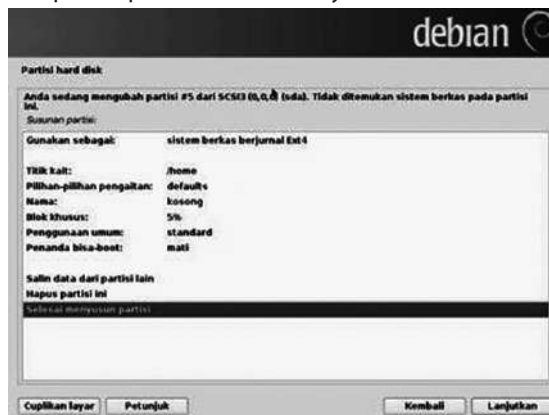 debian
Partisi hard disk
Anda sedang mengubah partisi #5 dari SCSI3 (0,0,0) (sda). Tidak ditemukan sistem berkas pada partisi
ini.
Susunan partisi:
Gunakan sebagai: sistem berkas berjurnal Ext4
Titik kait: /home
Pilihan-pilihan pengaitan: defaults
Nama: kosong
Blok khusus: 5%
Penggunaan umum: standard
Penanda bisa-boot: mati
Salin data dari partisi lain
Hapus partisi ini
Selesai menyusun partisi
Cuplikan layar Petunjuk Kembali Lanjutkan